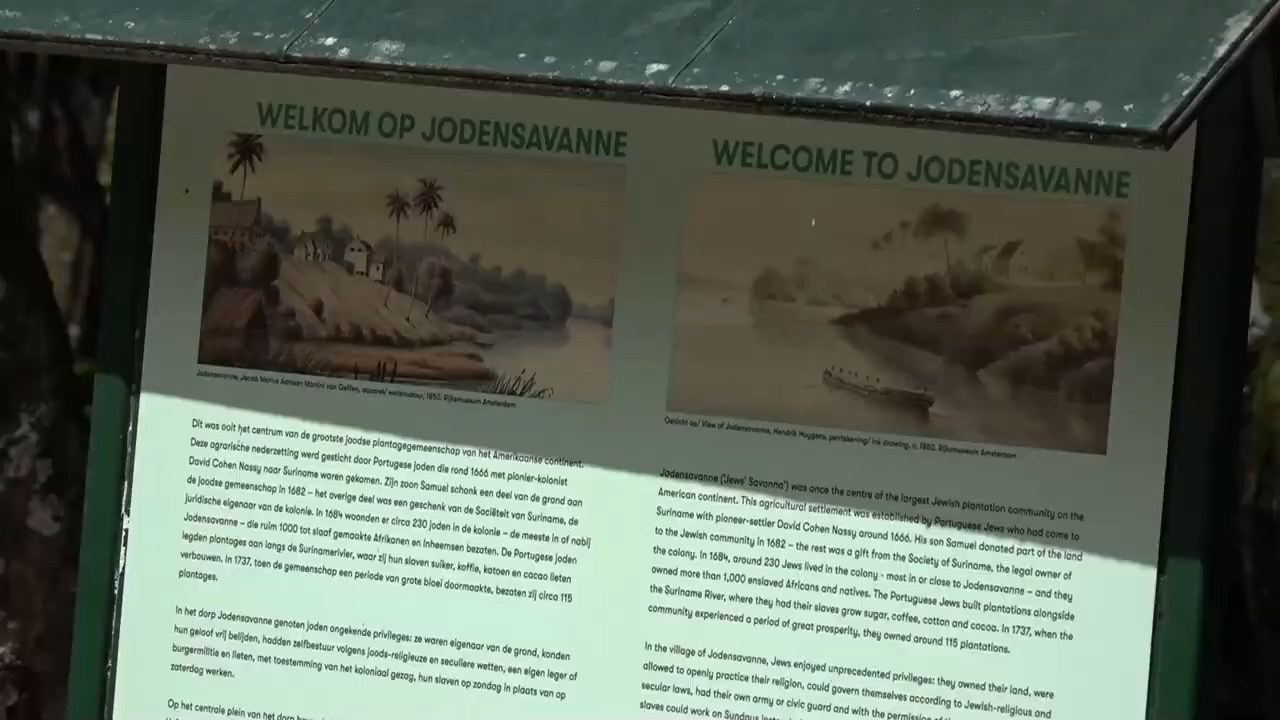 WELKOM OP JODENSAVANNE
Jodensavanne, Jacob Marius Adriaan Martini van Geffen, aquarel/ watercolour, 1850. Rijksmuseum Amsterdam
Dit was ooit het centrum van de grootste joodse plantagegemeenschap van het Amerikaanse continent.
Deze agrarische nederzetting werd gesticht door Portugese joden die rond 1666 met pionier-kolonist
David Cohen Nassy naar Suriname waren gekomen. Zijn zoon Samuel schonk een deel van de grond aan
de joodse gemeenschap in 1682 – het overige deel was een geschenk van de Sociëteit van Suriname, de
juridische eigenaar van de kolonie. In 1684 woonden er circa 230 joden in de kolonie – de meeste in of nabij
Jodensavanne – die ruim 1000 tot slaaf gemaakte Afrikanen en Inheemsen bezaten. De Portugese joden
legden plantages aan langs de Surinamerivier, waar zij hun slaven suiker, koffie, katoen en cacao lieten
verbouwen. In 1737, toen de gemeenschap een periode van grote bloei doormaakte, bezaten zij circa 115
plantages.
In het dorp Jodensavanne genoten joden ongekende privileges: ze waren eigenaar van de grond, konden
hun geloof vrij belijden, hadden zelfbestuur volgens joods-religieuze en seculiere wetten, een eigen leger of
burgermilitie en lieten, met toestemming van het koloniaal gezag, hun slaven op zondag in plaats van op
zaterdag werken.
Op het centrale plein van het dorp
WELCOME TO JODENSAVANNE
Gezicht op/ View of Jodensavanne, Hendrik Huygens, pentekening/ ink drawing, c. 1850. Rijksmuseum Amsterdam
Jodensavanne ('Jews' Savanna') was once the centre of the largest Jewish plantation community on the
American continent. This agricultural settlement was established by Portuguese Jews who had come to
Suriname with pioneer-settler David Cohen Nassy around 1666. His son Samuel donated part of the land
to the Jewish community in 1682 – the rest was a gift from the Society of Suriname, the legal owner of
the colony. In 1684, around 230 Jews lived in the colony - most in or close to Jodensavanne – and they
owned more than 1,000 enslaved Africans and natives. The Portuguese Jews built plantations alongside
the Suriname River, where they had their slaves grow sugar, coffee, cotton and cocoa. In 1737, when the
community experienced a period of great prosperity, they owned around 115 plantations.
In the village of Jodensavanne, Jews enjoyed unprecedented privileges: they owned their land, were
allowed to openly practice their religion, could govern themselves according to Jewish-religious and
secular laws, had their own army or civic guard and with the permission of
slaves could work on Sundays